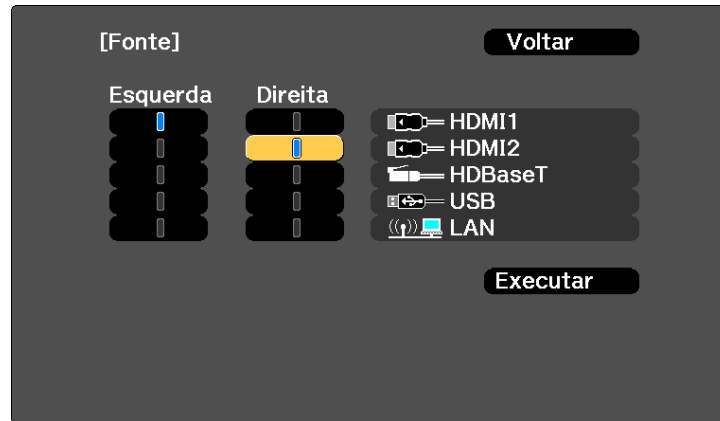 [Fonte] Voltar
Esquerda Direita
HDMI1
HDMI2
HDBaseT
USB
LAN
Executar